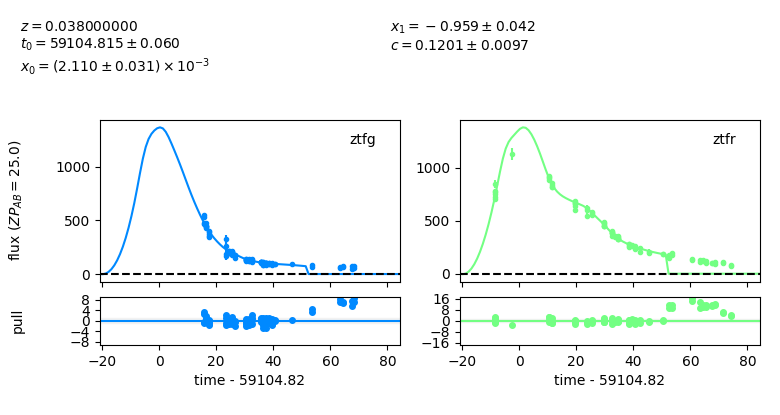 z = 0.038000000
t₀ = 59104.815 ± 0.060
x₀ = (2.110 ± 0.031) × 10⁻³
x₁ = −0.959 ± 0.042
c = 0.1201 ± 0.0097
flux (ZP_AB = 25.0)
1000
500
0
ztfg
1000
500
0
ztfr
pull
8
4
0
−4
−8
−20 0 20 40 60 80
time - 59104.82
16
8
0
−8
−16
−20 0 20 40 60 80
time - 59104.82